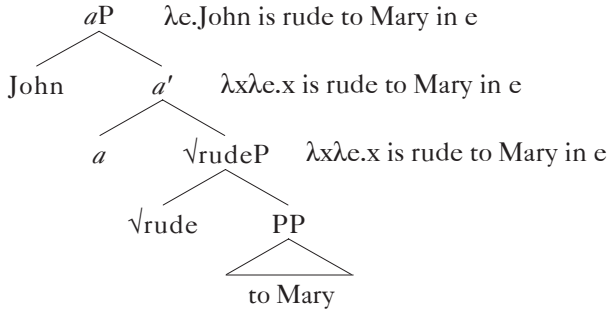 aP λe.John is rude to Mary in e
John a′ λxλe.x is rude to Mary in e
a √rudeP λxλe.x is rude to Mary in e
√rude PP
to Mary